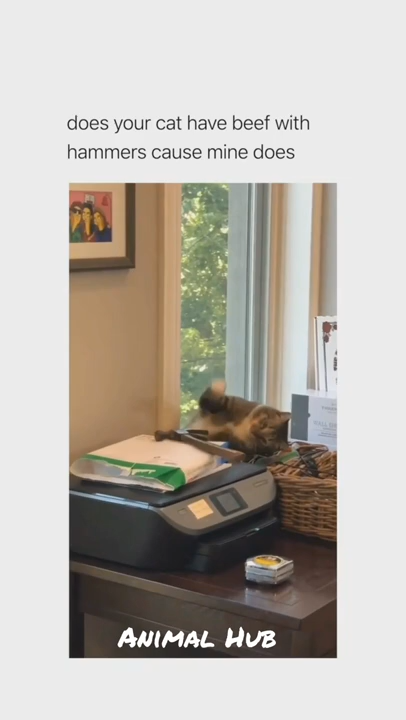 does your cat have beef with
hammers cause mine does
Animal Hub